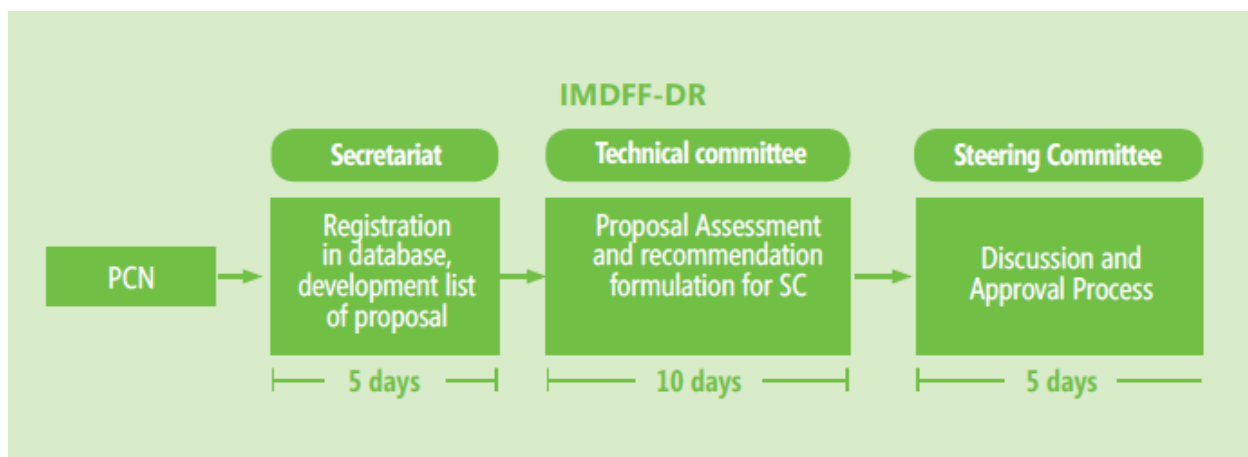 IMDFF-DR
Secretariat
Technical committee
Steering Committee
PCN
Registration
in database,
development list
of proposal
Proposal Assessment
and recommendation
formulation for SC
Discussion and
Approval Process
5 days
10 days
5 days